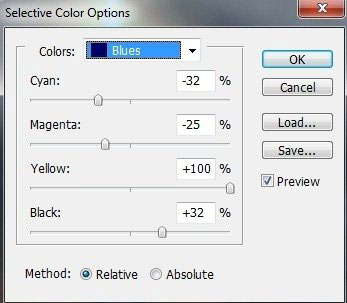 Selective Color Options
Colors: Blues
OK
Cyan: -32 %
Cancel
Magenta: -25 %
Load...
Yellow: +100 %
Save...
Preview
Black: +32 %
Method: Relative Absolute